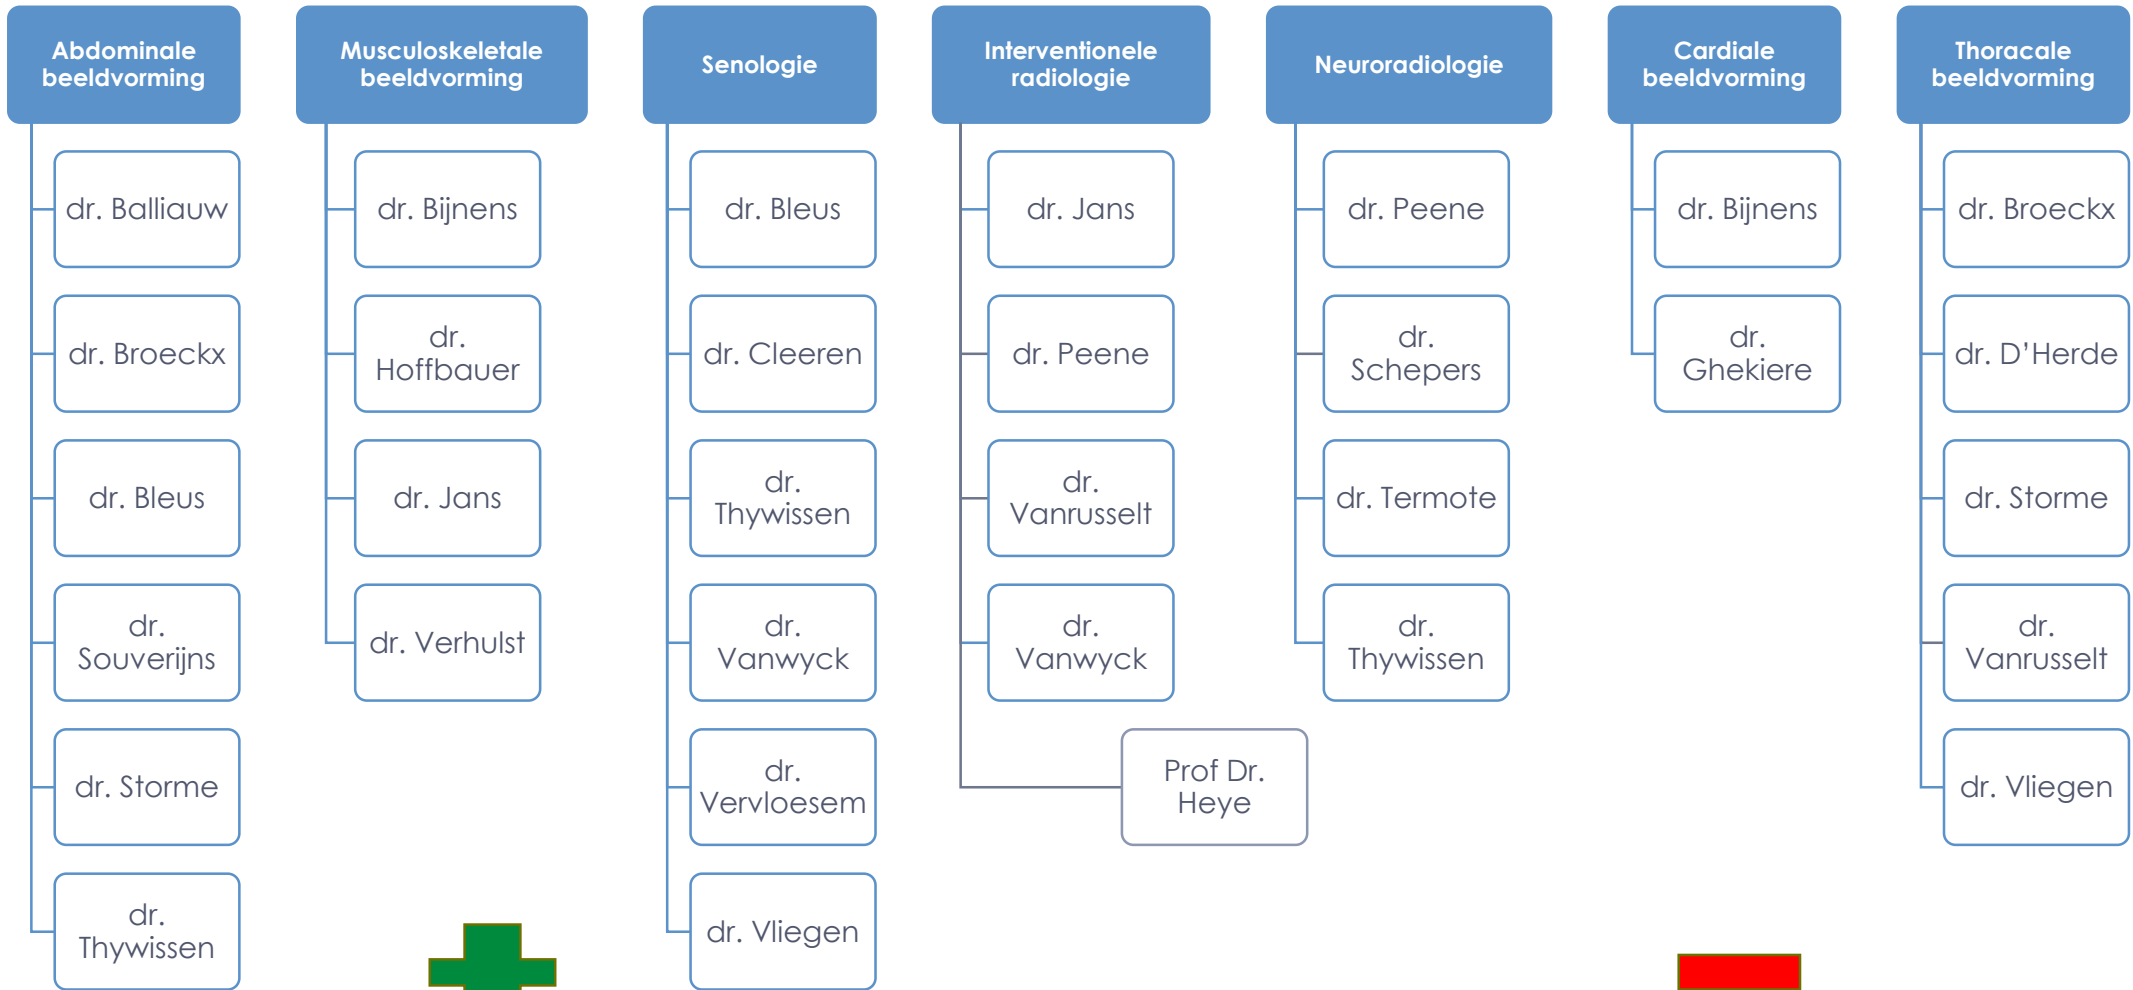 Abdominale
beeldvorming
dr. Balliauw
dr. Broeckx
dr. Bleus
dr.
Souverijns
dr. Storme
dr.
Thywissen
Musculoskeletale
beeldvorming
dr. Bijnens
dr.
Hoffbauer
dr. Jans
dr. Verhulst
Senologie
dr. Bleus
dr. Cleeren
dr.
Thywissen
dr.
Vanwyck
dr.
Vervloesem
dr. Vliegen
Interventionele
radiologie
dr. Jans
dr. Peene
dr.
Vanrusselt
dr.
Vanwyck
Prof Dr.
Heye
Neuroradiologie
dr. Peene
dr.
Schepers
dr. Termote
dr.
Thywissen
Cardiale
beeldvorming
dr. Bijnens
dr.
Ghekiere
Thoracale
beeldvorming
dr. Broeckx
dr. D’Herde
dr. Storme
dr.
Vanrusselt
dr. Vliegen